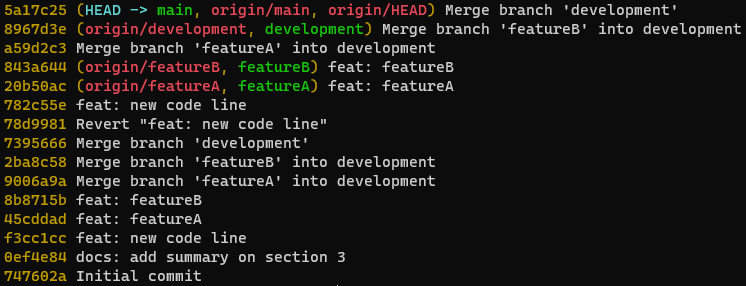 5a17c25 (HEAD -> main, origin/main, origin/HEAD) Merge branch 'development'
8967d3e (origin/development, development) Merge branch 'featureB' into development
a59d2c3 Merge branch 'featureA' into development
843a644 (origin/featureB, featureB) feat: featureB
20b50ac (origin/featureA, featureA) feat: featureA
782c55e feat: new code line
78d9981 Revert "feat: new code line"
7395666 Merge branch 'development'
2ba8c58 Merge branch 'featureB' into development
9006a9a Merge branch 'featureA' into development
8b8715b feat: featureB
45cddad feat: featureA
f3cc1cc feat: new code line
0ef4e84 docs: add summary on section 3
747602a Initial commit